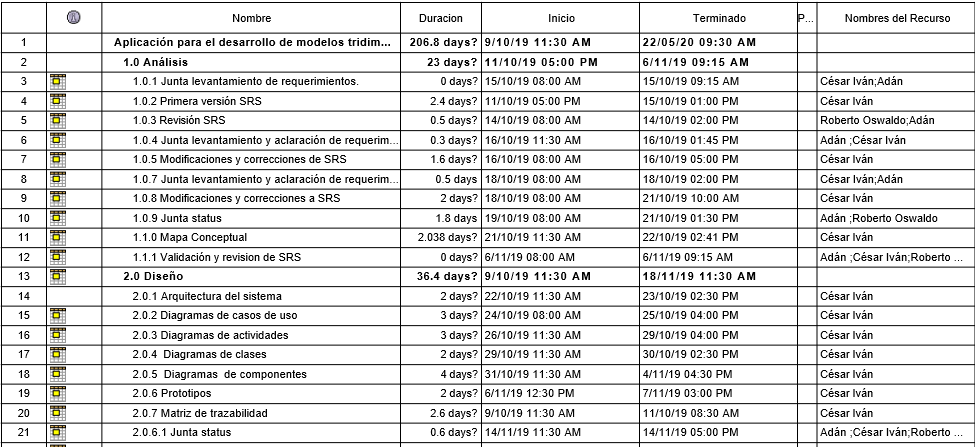 Nombre Duracion Inicio Terminado P... Nombres del Recurso
1 Aplicación para el desarrollo de modelos tridim... 206.8 days? 9/10/19 11:30 AM 22/05/20 09:30 AM
2 1.0 Análisis 23 days? 11/10/19 05:00 PM 6/11/19 09:15 AM
3 1.0.1 Junta levantamiento de requerimientos. 0 days? 15/10/19 08:00 AM 15/10/19 09:15 AM César Iván;Adán
4 1.0.2 Primera versión SRS 2.4 days? 11/10/19 05:00 PM 15/10/19 01:00 PM César Iván
5 1.0.3 Revisión SRS 0.5 days? 14/10/19 08:00 AM 14/10/19 02:00 PM Roberto Oswaldo;Adán
6 1.0.4 Junta levantamiento y aclaración de requerim... 0.3 days? 16/10/19 11:30 AM 16/10/19 01:45 PM Adán ;César Iván
7 1.0.5 Modificaciones y correcciones de SRS 1.6 days? 16/10/19 08:00 AM 16/10/19 05:00 PM César Iván
8 1.0.7 Junta levantamiento y aclaración de requerim... 0.5 days 18/10/19 08:00 AM 18/10/19 02:00 PM César Iván;Adán
9 1.0.8 Modificaciones y correcciones a SRS 2 days? 18/10/19 08:00 AM 21/10/19 10:00 AM César Iván
10 1.0.9 Junta status 1.8 days 19/10/19 08:00 AM 21/10/19 01:30 PM Adán ;Roberto Oswaldo
11 1.1.0 Mapa Conceptual 2.038 days? 21/10/19 11:30 AM 22/10/19 02:41 PM César Iván
12 1.1.1 Validación y revision de SRS 0 days? 6/11/19 08:00 AM 6/11/19 09:15 AM Adán ;César Iván;Roberto ...
13 2.0 Diseño 36.4 days? 9/10/19 11:30 AM 18/11/19 11:30 AM
14 2.0.1 Arquitectura del sistema 2 days? 22/10/19 11:30 AM 23/10/19 02:30 PM César Iván
15 2.0.2 Diagramas de casos de uso 3 days? 24/10/19 08:00 AM 25/10/19 04:00 PM César Iván
16 2.0.3 Diagramas de actividades 3 days? 26/10/19 11:30 AM 29/10/19 04:00 PM César Iván
17 2.0.4 Diagramas de clases 2 days? 29/10/19 11:30 AM 30/10/19 02:30 PM César Iván
18 2.0.5 Diagramas de componentes 4 days? 31/10/19 11:30 AM 4/11/19 04:30 PM César Iván
19 2.0.6 Prototipos 2 days? 6/11/19 12:30 PM 7/11/19 03:00 PM César Iván
20 2.0.7 Matriz de trazabilidad 2.6 days? 9/10/19 11:30 AM 11/10/19 08:30 AM César Iván
21 2.0.6.1 Junta status 0.6 days? 14/11/19 11:30 AM 14/11/19 05:00 PM Adán ;César Iván;Roberto ...